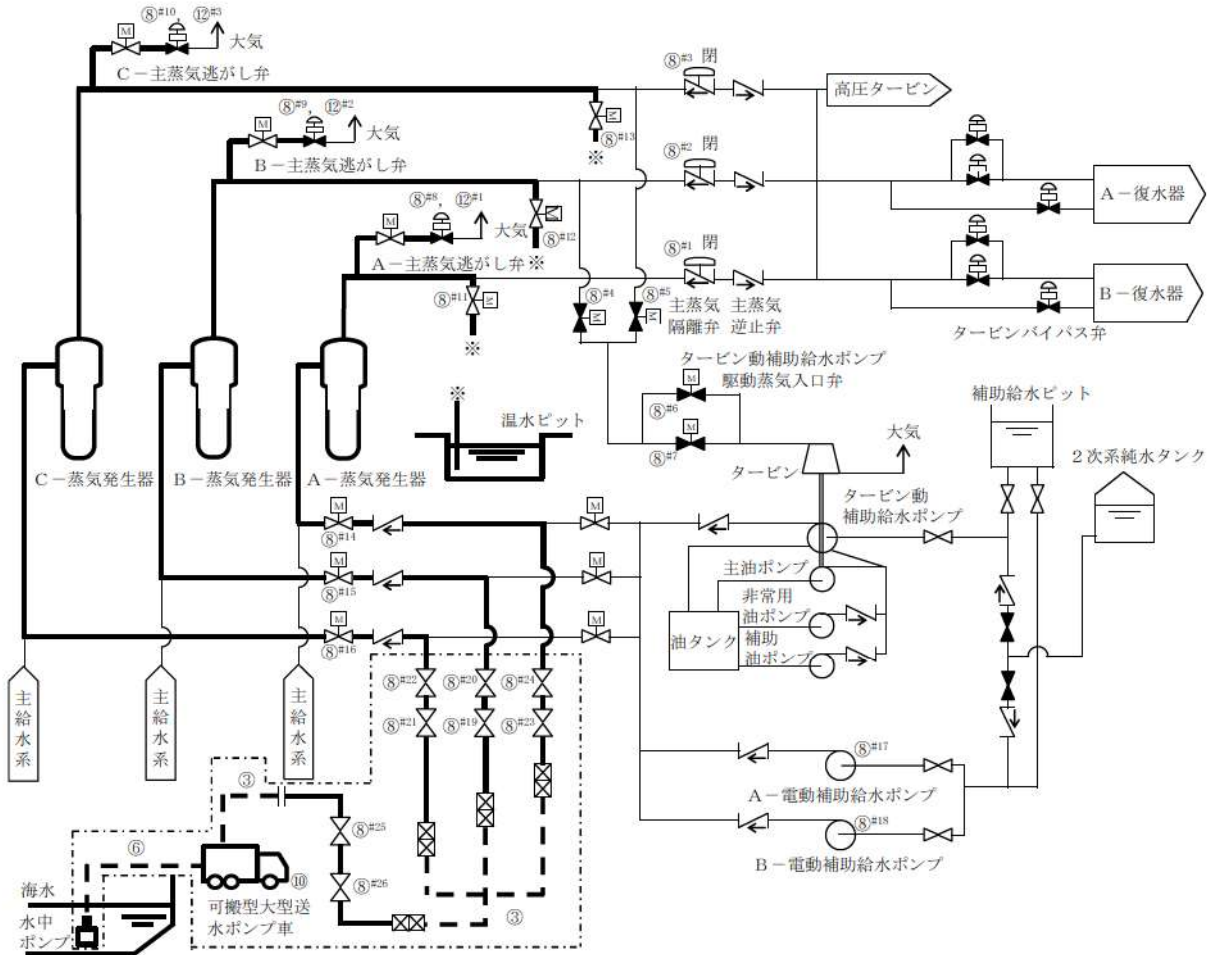 ⑧#10, ⑫#3
M
大気
C－主蒸気逃がし弁
⑧#3 閉
高圧タービン
⑧#9, ⑫#2
M
大気
B－主蒸気逃がし弁
M
⑧#13
※
⑧#2 閉
A－復水器
⑧#8, ⑫#1
M
大気
A－主蒸気逃がし弁
M
⑧#12
※
⑧#1 閉
B－復水器
⑧#11
M
※
⑧#4
M
⑧#5
M
主蒸気
隔離弁
主蒸気
逆止弁
タービンバイパス弁
タービン動補助給水ポンプ
駆動蒸気入口弁
M
⑧#6
M
⑧#7
※
温水ピット
補助給水ピット
大気
タービン
2次系純水タンク
C－蒸気発生器
B－蒸気発生器
A－蒸気発生器
タービン動
補助給水ポンプ
M
⑧#14
M
M
⑧#15
M
M
⑧#16
M
主油ポンプ
非常用
油ポンプ
補助
油ポンプ
油タンク
主給水系
主給水系
主給水系
⑧#22
⑧#20
⑧#24
⑧#21
⑧#19
⑧#23
⑧#17
A－電動補助給水ポンプ
⑧#18
B－電動補助給水ポンプ
③
⑧#25
⑥
⑩
⑧#26
可搬型大型送
水ポンプ車
③
海水
水中
ポンプ